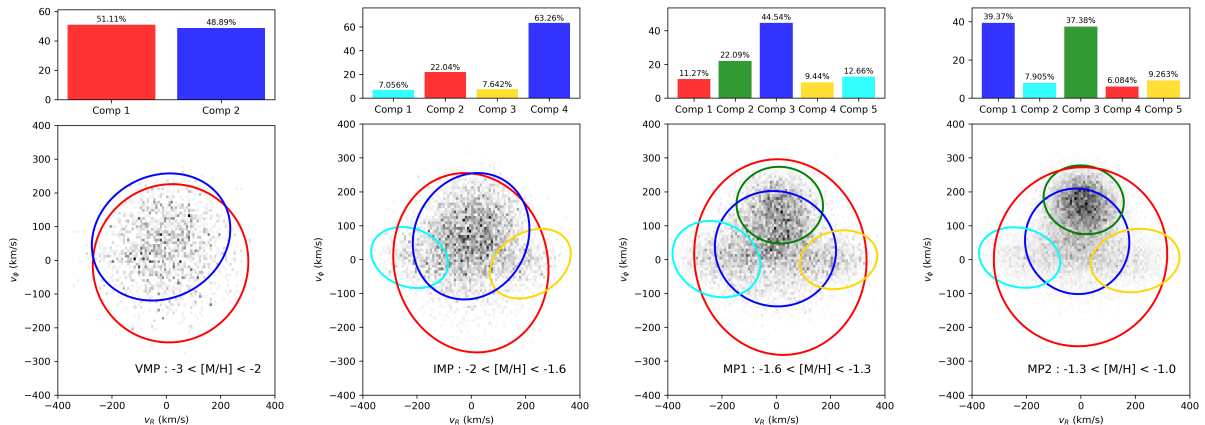 60
40
20
0
51.11%
48.89%
Comp 1
Comp 2
60
40
20
0
7.056%
22.04%
7.642%
63.26%
Comp 1
Comp 2
Comp 3
Comp 4
40
20
0
11.27%
22.09%
44.54%
9.44%
12.66%
Comp 1
Comp 2
Comp 3
Comp 4
Comp 5
40
20
0
39.37%
7.905%
37.38%
6.084%
9.263%
Comp 1
Comp 2
Comp 3
Comp 4
Comp 5
400
300
200
100
0
−100
−200
−300
−400
vΦ (km/s)
VMP : -3 < [M/H] < -2
−400 −200 0 200 400
vR (km/s)
400
300
200
100
0
−100
−200
−300
−400
vΦ (km/s)
IMP : -2 < [M/H] < -1.6
−400 −200 0 200 400
vR (km/s)
400
300
200
100
0
−100
−200
−300
−400
vΦ (km/s)
MP1 : -1.6 < [M/H] < -1.3
−400 −200 0 200 400
vR (km/s)
400
300
200
100
0
−100
−200
−300
−400
vΦ (km/s)
MP2 : -1.3 < [M/H] < -1.0
−400 −200 0 200 400
vR (km/s)